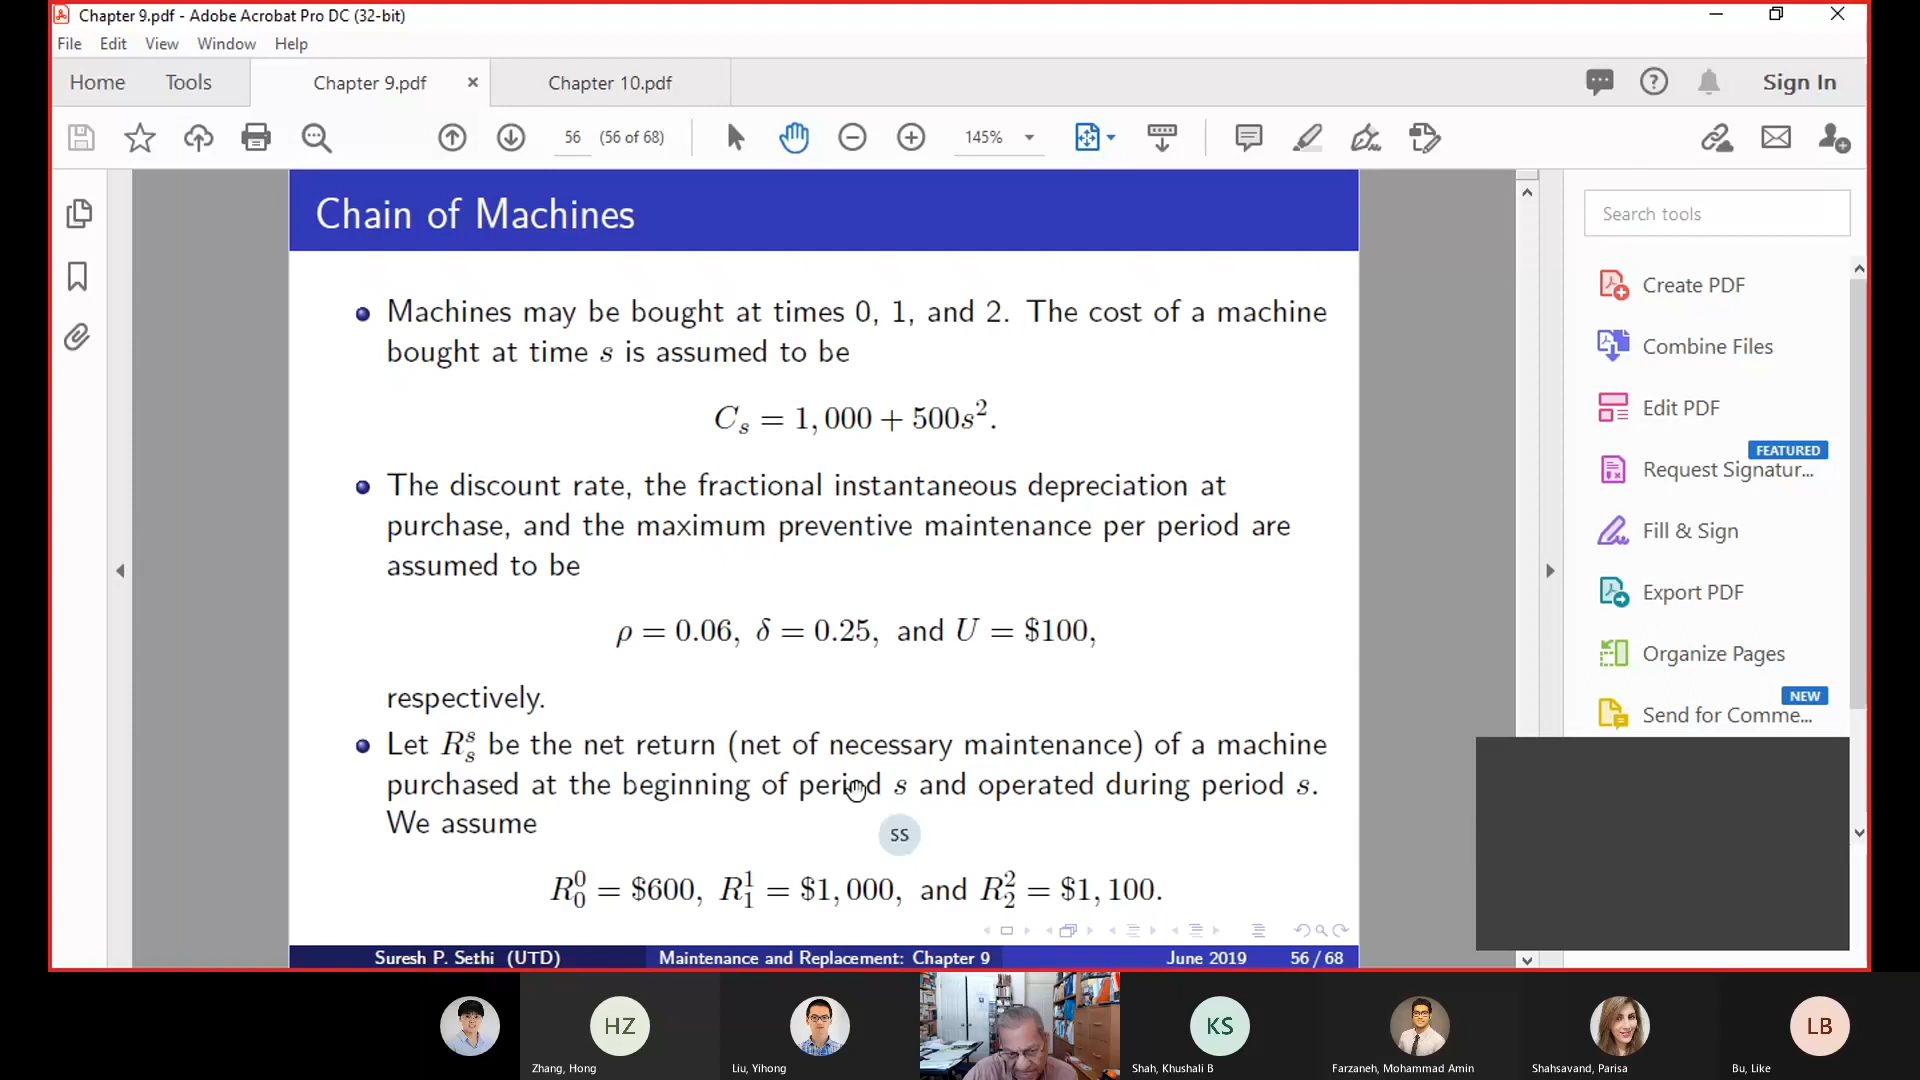 Chapter 9.pdf - Adobe Acrobat Pro DC (32-bit)
File Edit View Window Help
Home Tools Chapter 9.pdf × Chapter 10.pdf Sign In
56 (56 of 68) 145%
Chain of Machines
Machines may be bought at times 0, 1, and 2. The cost of a machine
bought at time s is assumed to be
C_s = 1, 000 + 500s².
The discount rate, the fractional instantaneous depreciation at
purchase, and the maximum preventive maintenance per period are
assumed to be
ρ = 0.06, δ = 0.25, and U = $100,
respectively.
Let R_s^s be the net return (net of necessary maintenance) of a machine
purchased at the beginning of period s and operated during period s.
We assume
SS
R_0^0 = $600, R_1^1 = $1, 000, and R_2^2 = $1, 100.
Suresh P. Sethi (UTD) Maintenance and Replacement: Chapter 9 June 2019 56 / 68
Search tools
Create PDF
Combine Files
Edit PDF
FEATURED
Request Signatur...
Fill & Sign
Export PDF
Organize Pages
NEW
Send for Comme...
HZ KS LB
Zhang, Hong Liu, Yihong Shah, Khushali B Farzaneh, Mohammad Amin Shahsavand, Parisa Bu, Like